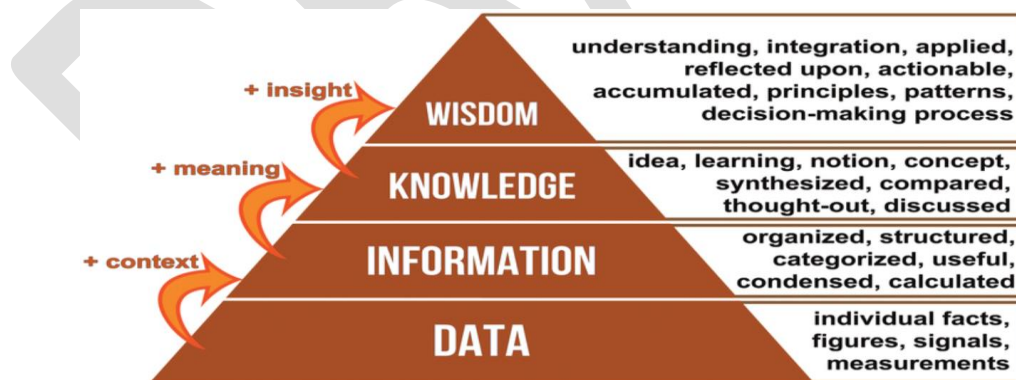 understanding, integration, applied,
reflected upon, actionable,
accumulated, principles, patterns,
decision-making process
+ insight
WISDOM
idea, learning, notion, concept,
synthesized, compared,
thought-out, discussed
+ meaning
KNOWLEDGE
organized, structured,
categorized, useful,
condensed, calculated
+ context
INFORMATION
individual facts,
figures, signals,
measurements
DATA